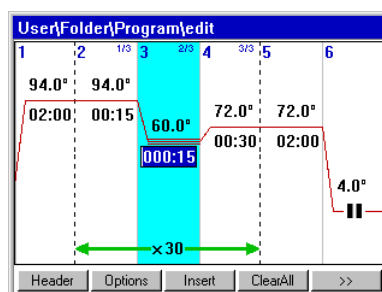 User\Folder\Program\edit
1 2 1/3 3 2/3 4 3/3 5 6
94.0° 94.0° 60.0° 72.0° 72.0° 4.0°
02:00 00:15 000:15 00:30 02:00
×30
Header Options Insert ClearAll >>